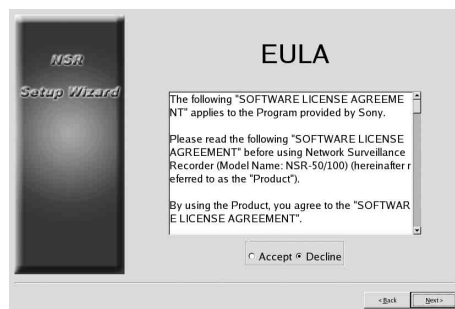 NSR
Setup Wizard
EULA
The following "SOFTWARE LICENSE AGREEME
NT" applies to the Program provided by Sony.
Please read the following "SOFTWARE LICENSE
AGREEMENT" before using Network Surveillance
Recorder (Model Name: NSR-50/100) (hereinafter r
eferred to as the "Product").
By using the Product, you agree to the "SOFTWAR
E LICENSE AGREEMENT".
Accept Decline
< Back Next >